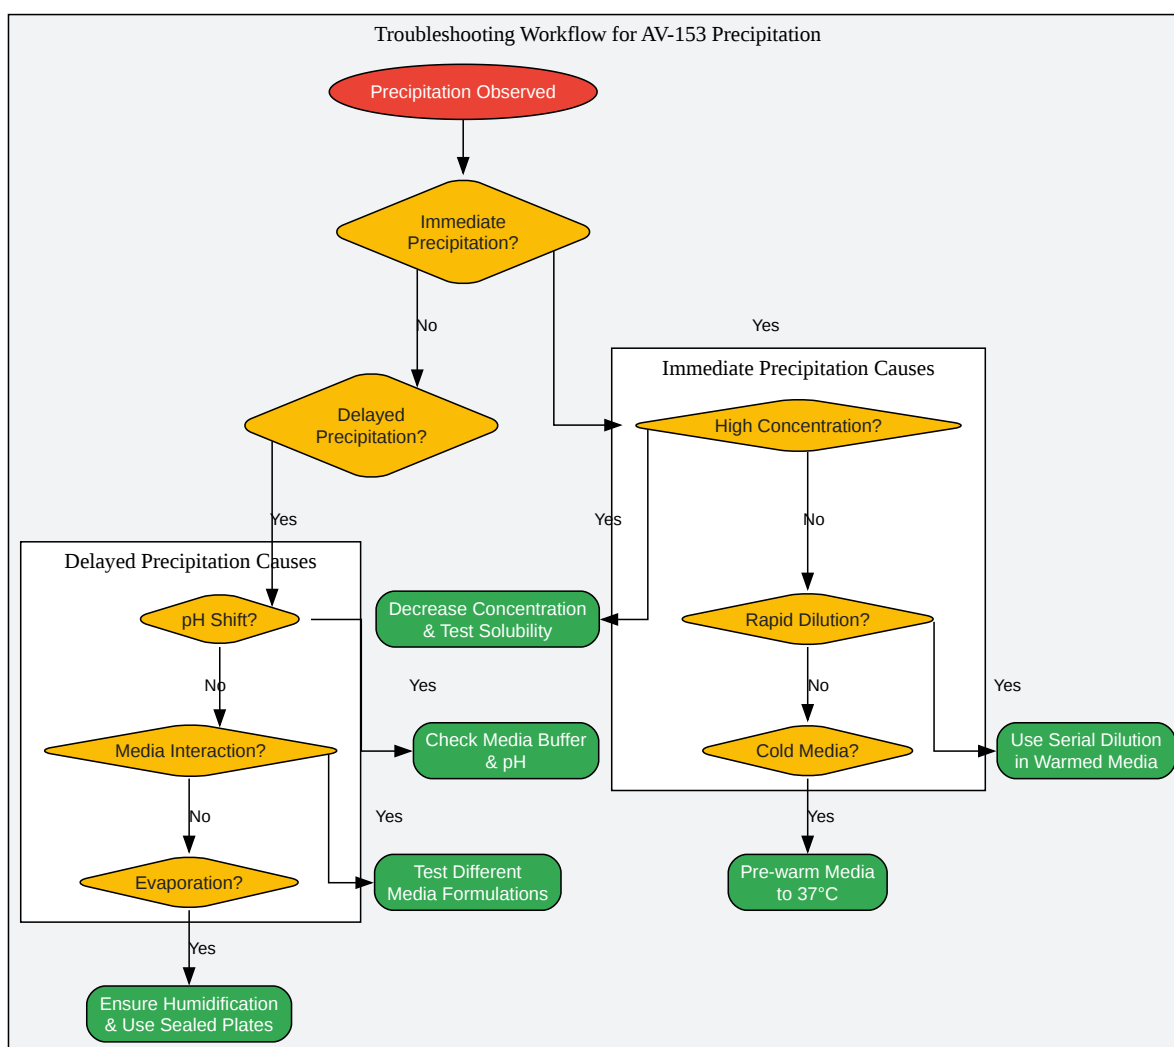 Troubleshooting Workflow for AV-153 Precipitation
Precipitation Observed
Immediate
Precipitation?
No
Yes
Immediate Precipitation Causes
Delayed
Precipitation?
High Concentration?
Yes
Yes
No
Delayed Precipitation Causes
pH Shift?
Decrease Concentration
& Test Solubility
Rapid Dilution?
No
Yes
No
Yes
Media Interaction?
Check Media Buffer
& pH
Cold Media?
Use Serial Dilution
in Warmed Media
No
Yes
Yes
Evaporation?
Test Different
Media Formulations
Pre-warm Media
to 37°C
Yes
Ensure Humidification
& Use Sealed Plates